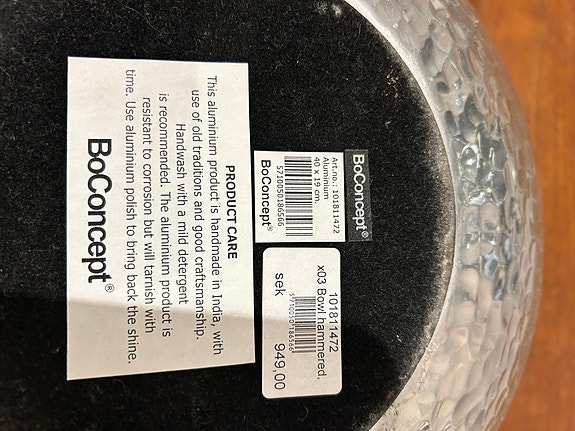 BoConcept®
Art.no.: 101811472
Aluminium
40 x 19 cm.
5710050186566
BoConcept®
101811472
x03 Bowl hammered.
5710050186566
sek 949,00
PRODUCT CARE
This aluminium product is handmade in India, with
use of old traditions and good craftsmanship.
Handwash with a mild detergent
is recommended. The aluminium product is
resistant to corrosion but will tarnish with
time. Use aluminium polish to bring back the shine.
BoConcept®